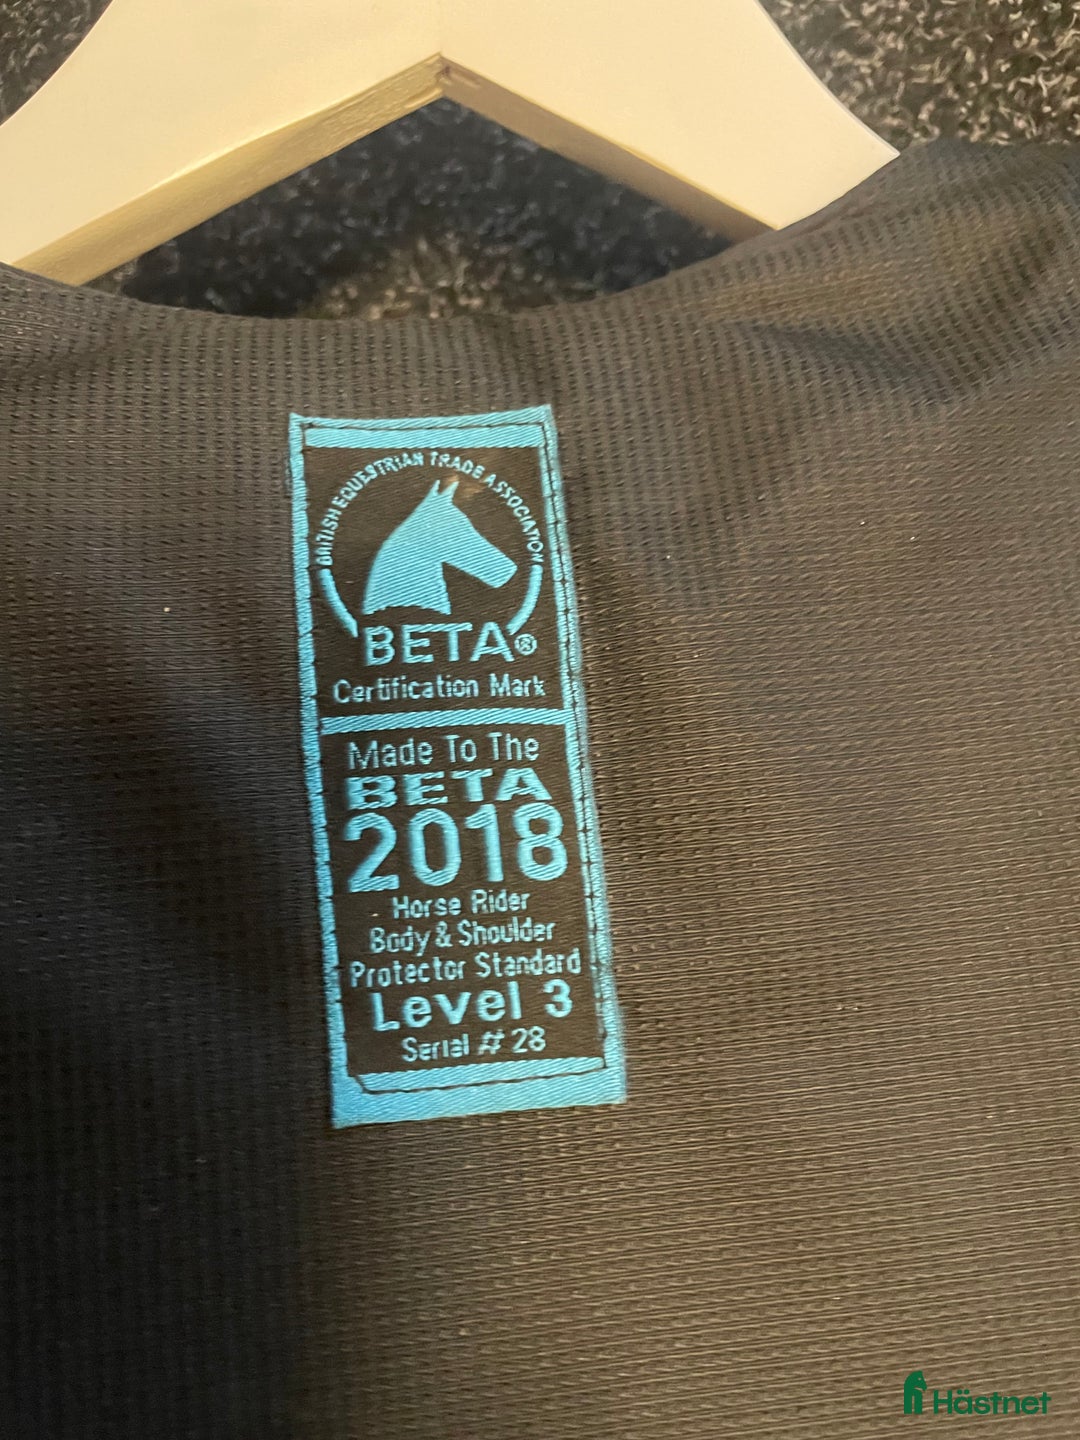 BRITISH EQUESTRIAN TRADE ASSOCIATION
BETA®
Certification Mark
Made To The
BETA
2018
Horse Rider
Body & Shoulder
Protector Standard
Level 3
Serial # 28
Hästnet